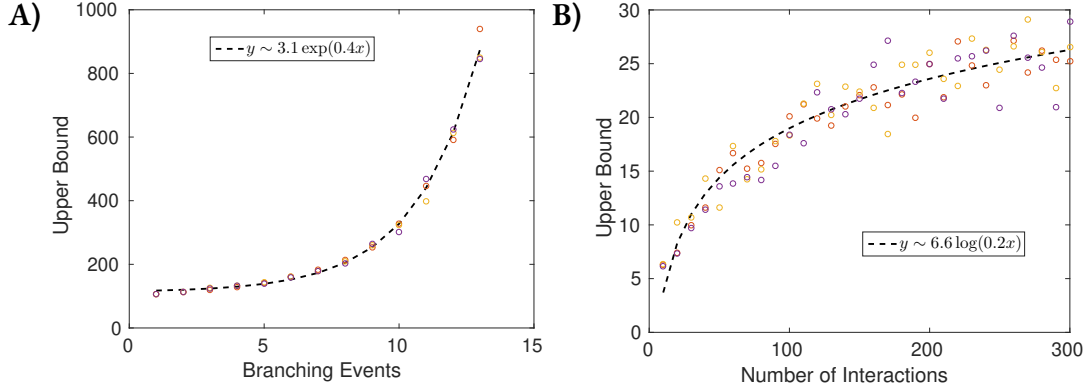 A)
Upper Bound
1000
800
600
400
200
0
y ∼ 3.1 exp(0.4x)
0 5 10 15
Branching Events
B)
Upper Bound
30
25
20
15
10
5
0
y ∼ 6.6 log(0.2x)
0 100 200 300
Number of Interactions